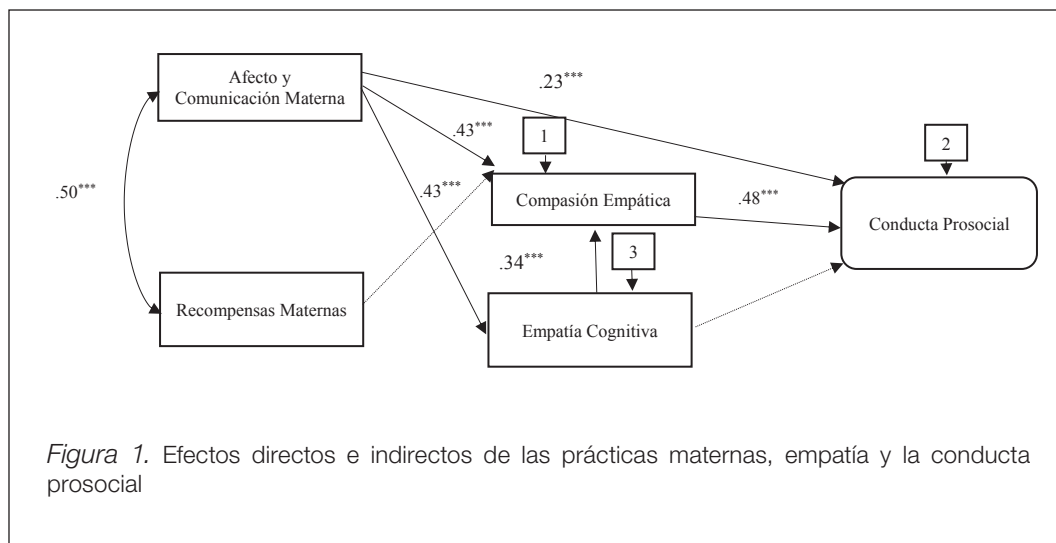 Afecto y
Comunicación Materna
.23***
.43***
1
2
.50***
.43***
Compasión Empática
.48***
Conducta Prosocial
.34***
3
Recompensas Maternas
Empatía Cognitiva
Figura 1. Efectos directos e indirectos de las prácticas maternas, empatía y la conducta
prosocial